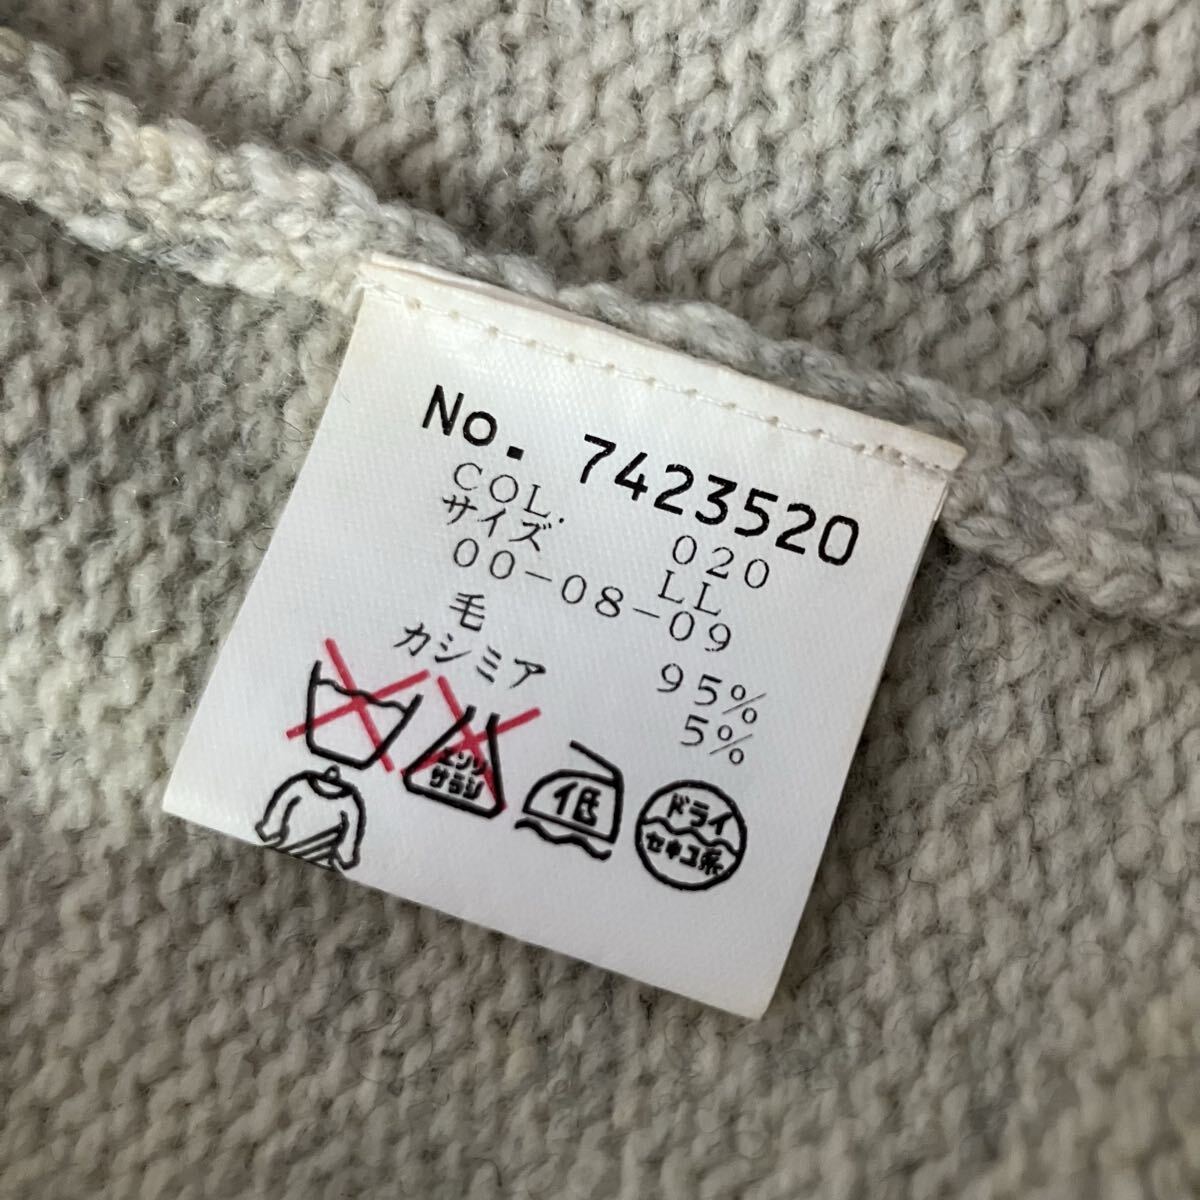 No. 7423520
COL. 020
サイズ LL
00-08-09
毛 95%
カシミア 5%
エンソ
サラシ
低
ドライ
セキユ系